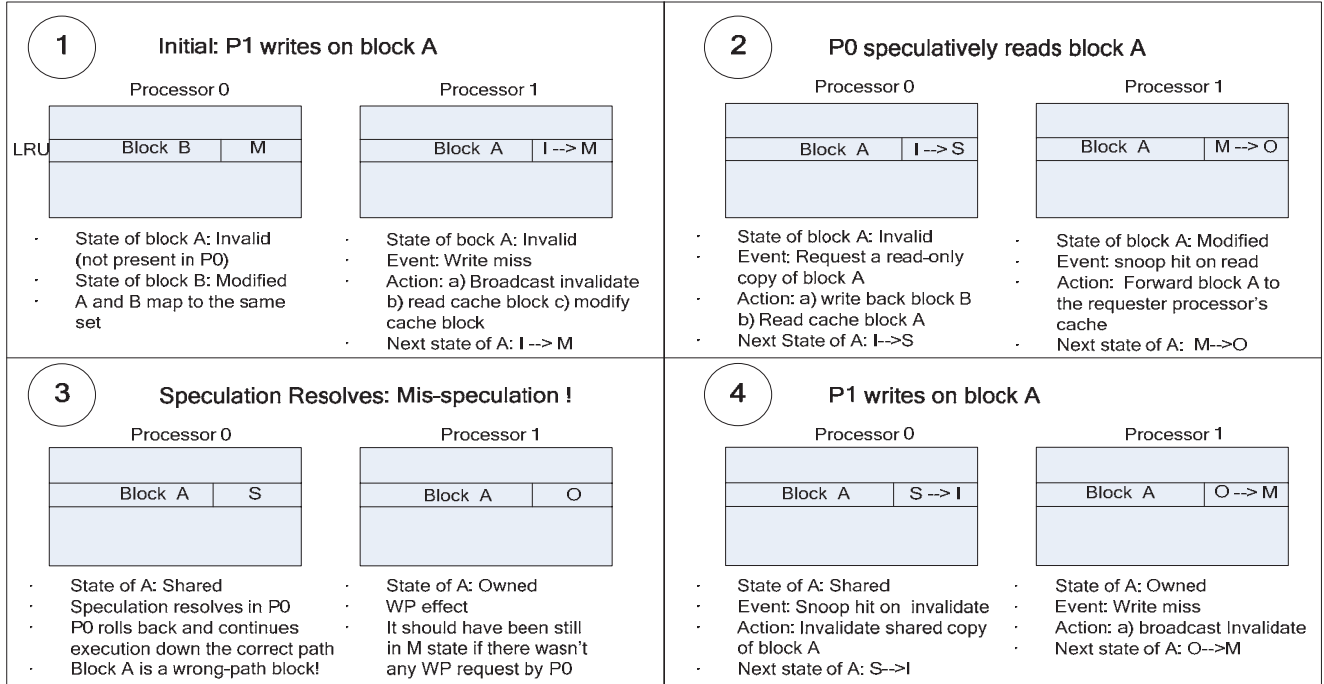 1
Initial: P1 writes on block A
Processor 0
Processor 1
LRU
Block B
M
Block A
I --> M
· State of block A: Invalid
(not present in P0)
· State of block B: Modified
· A and B map to the same
set
· State of bock A: Invalid
· Event: Write miss
· Action: a) Broadcast invalidate
b) read cache block c) modify
cache block
· Next state of A: I --> M
2
P0 speculatively reads block A
Processor 0
Processor 1
Block A
I --> S
Block A
M --> O
· State of block A: Invalid
· Event: Request a read-only
copy of block A
· Action: a) write back block B
b) Read cache block A
· Next State of A: I-->S
· State of block A: Modified
· Event: snoop hit on read
· Action: Forward block A to
the requester processor's
cache
· Next state of A: M-->O
3
Speculation Resolves: Mis-speculation !
Processor 0
Processor 1
Block A
S
Block A
O
· State of A: Shared
· Speculation resolves in P0
· P0 rolls back and continues
execution down the correct path
· Block A is a wrong-path block!
· State of A: Owned
· WP effect
· It should have been still
in M state if there wasn't
any WP request by P0
4
P1 writes on block A
Processor 0
Processor 1
Block A
S --> I
Block A
O --> M
· State of A: Shared
· Event: Snoop hit on invalidate
· Action: Invalidate shared copy
of block A
· Next state of A: S-->I
· State of A: Owned
· Event: Write miss
· Action: a) broadcast Invalidate
· Next state of A: O-->M